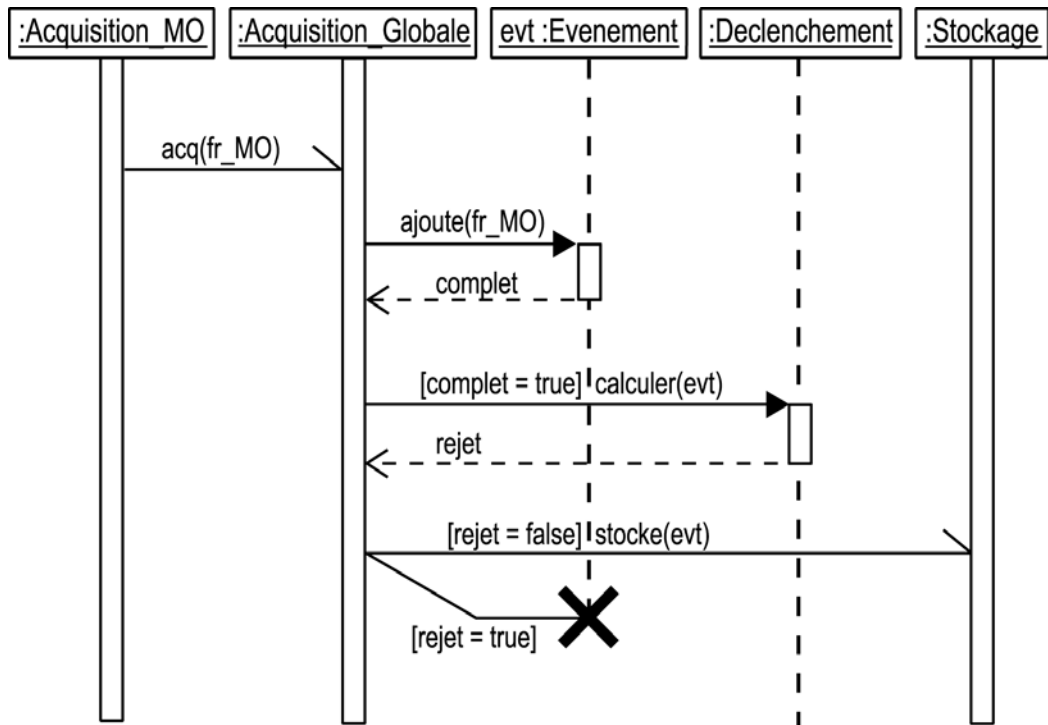 :Acquisition_MO
:Acquisition_Globale
evt :Evenement
:Declenchement
:Stockage
acq(fr_MO)
ajoute(fr_MO)
complet
[complet = true] calculer(evt)
rejet
[rejet = false] stocke(evt)
[rejet = true]